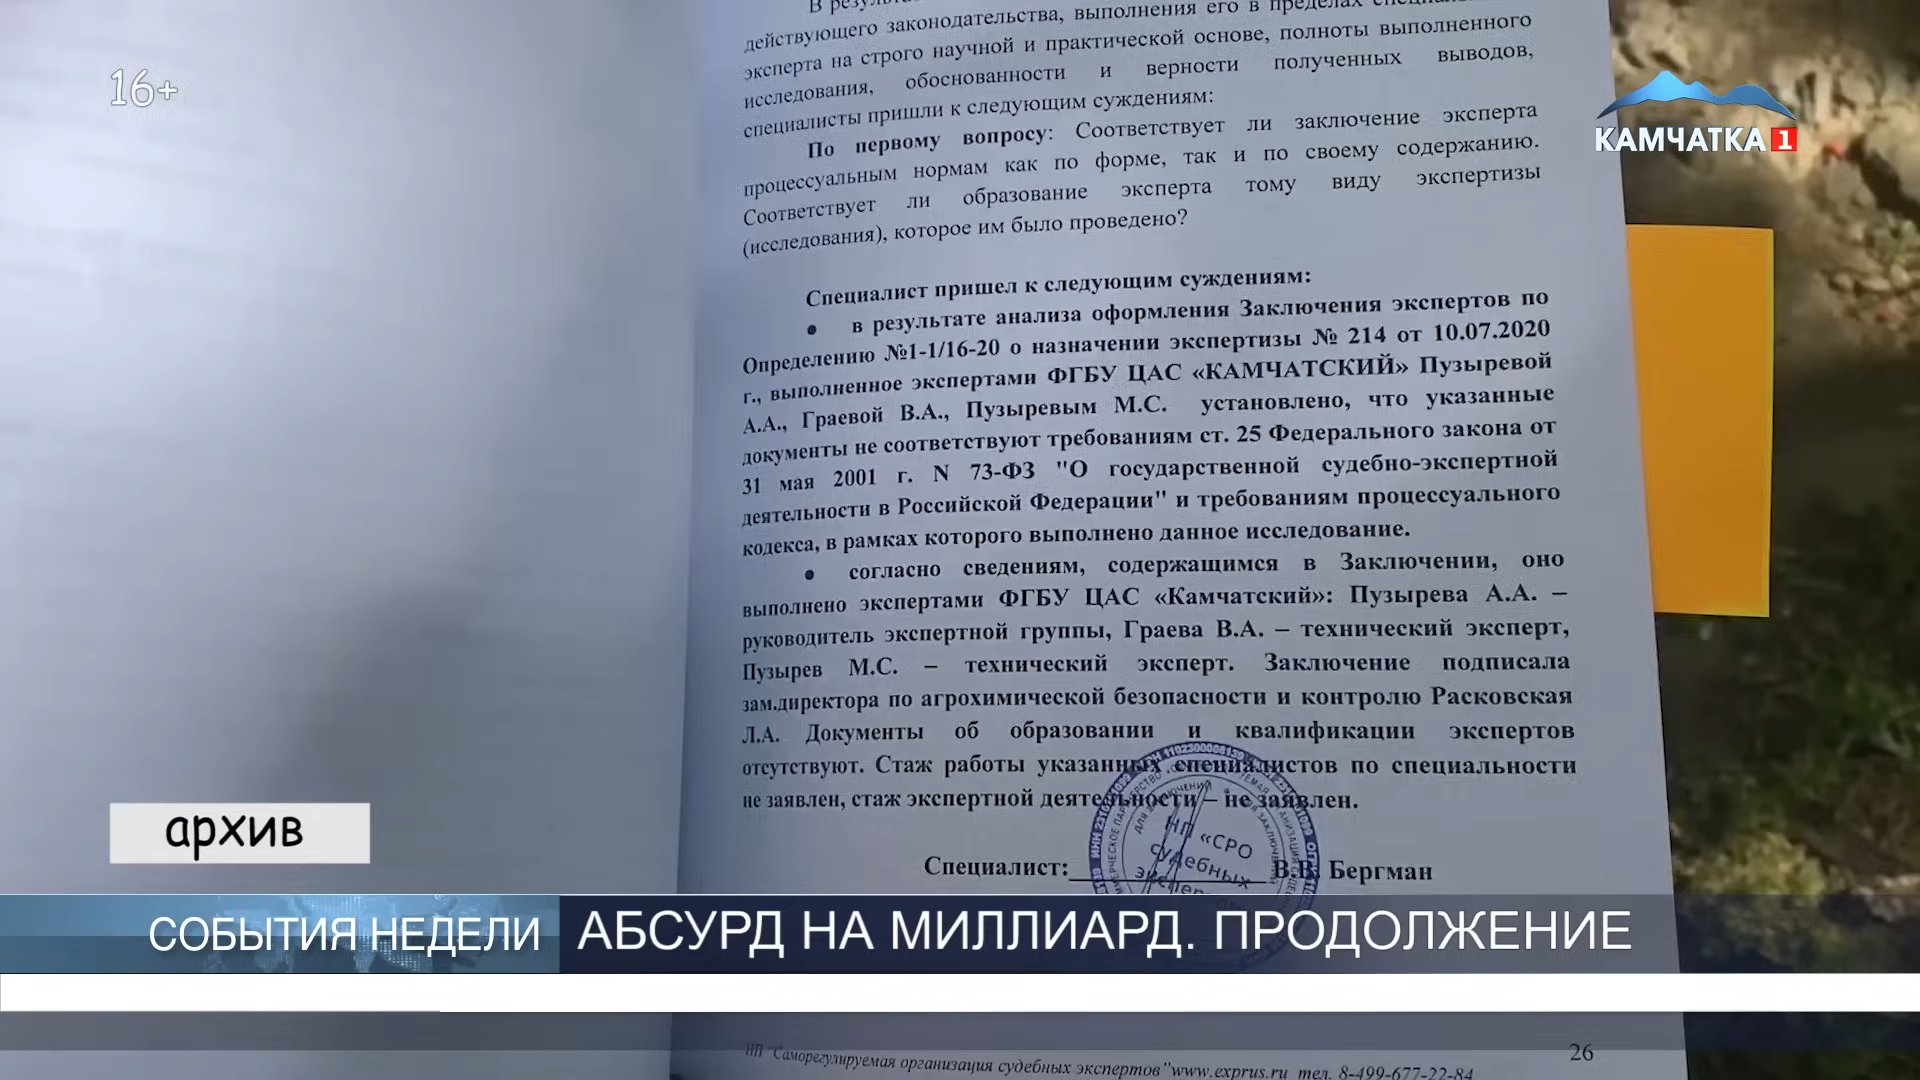 16+
КАМЧАТКА 1
действующего законодательства, выполнения его в пределах
эксперта на строго научной и практической основе, полноты выполненного
исследования, обоснованности и верности полученных выводов,
специалисты пришли к следующим суждениям:
По первому вопросу: Соответствует ли заключение эксперта
процессуальным нормам как по форме, так и по своему содержанию.
Соответствует ли образование эксперта тому виду экспертизы
(исследования), которое им было проведено?
Специалист пришел к следующим суждениям:
• в результате анализа оформления Заключения экспертов по
Определению №1-1/16-20 о назначении экспертизы № 214 от 10.07.2020
г., выполненное экспертами ФГБУ ЦАС «КАМЧАТСКИЙ» Пузыревой
А.А., Граевой В.А., Пузыревым М.С. установлено, что указанные
документы не соответствуют требованиям ст. 25 Федерального закона от
31 мая 2001 г. N 73-ФЗ "О государственной судебно-экспертной
деятельности в Российской Федерации" и требованиям процессуального
кодекса, в рамках которого выполнено данное исследование.
• согласно сведениям, содержащимся в Заключении, оно
выполнено экспертами ФГБУ ЦАС «Камчатский»: Пузырева А.А. –
руководитель экспертной группы, Граева В.А. – технический эксперт,
Пузырев М.С. – технический эксперт. Заключение подписала
зам.директора по агрохимической безопасности и контролю Расковская
Л.А. Документы об образовании и квалификации экспертов
отсутствуют. Стаж работы указанных специалистов по специальности
не заявлен, стаж экспертной деятельности – не заявлен.
НП «СРО
судебных
Специалист: В.В. Бергман
архив
СОБЫТИЯ НЕДЕЛИ АБСУРД НА МИЛЛИАРД. ПРОДОЛЖЕНИЕ
26
НП "Саморегулируемая организация судебных экспертов" www.exprus.ru тел. 8-499-677-22-84